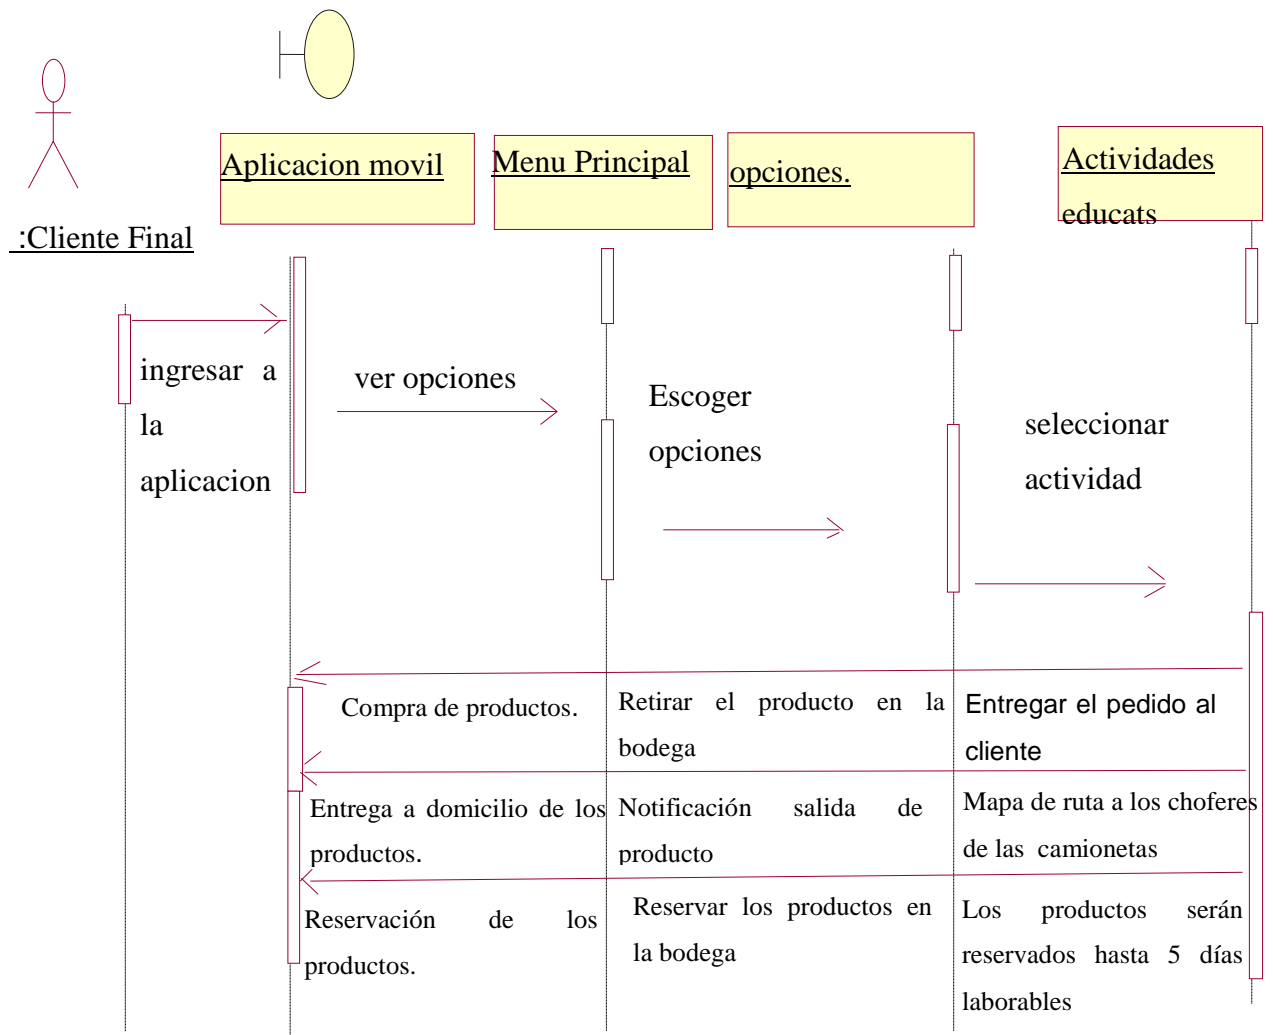 Aplicacion movil
Menu Principal
opciones.
Actividades
educats
:Cliente Final
ingresar a
la
aplicacion
ver opciones
Escoger
opciones
seleccionar
actividad
Compra de productos.
Retirar el producto en la
bodega
Entregar el pedido al
cliente
Entrega a domicilio de los
productos.
Notificación salida de
producto
Mapa de ruta a los choferes
de las camionetas
Reservación de los
productos.
Reservar los productos en
la bodega
Los productos serán
reservados hasta 5 días
laborables